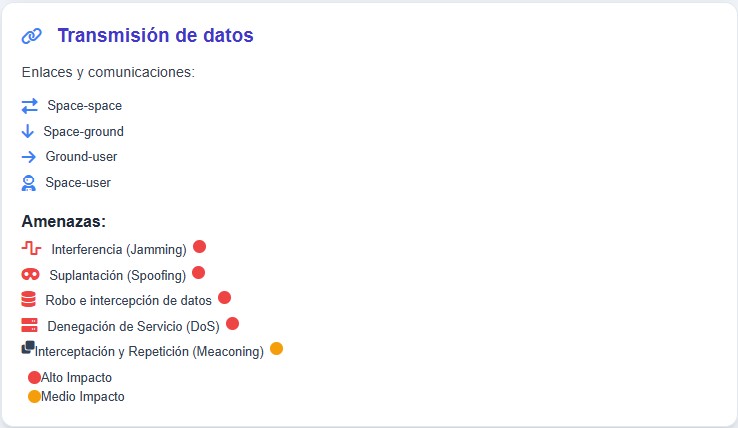 Transmisión de datos
Enlaces y comunicaciones:
Space-space
Space-ground
Ground-user
Space-user
Amenazas:
Interferencia (Jamming)
Suplantación (Spoofing)
Robo e intercepción de datos
Denegación de Servicio (DoS)
Interceptación y Repetición (Meaconing)
Alto Impacto
Medio Impacto